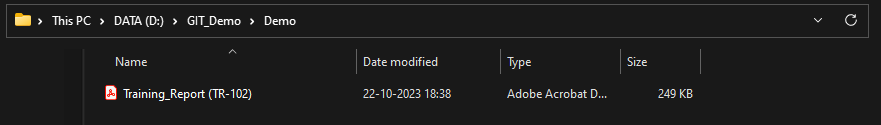 This PC > DATA (D:) > GIT_Demo > Demo
Name Date modified Type Size
Training_Report (TR-102) 22-10-2023 18:38 Adobe Acrobat D... 249 KB